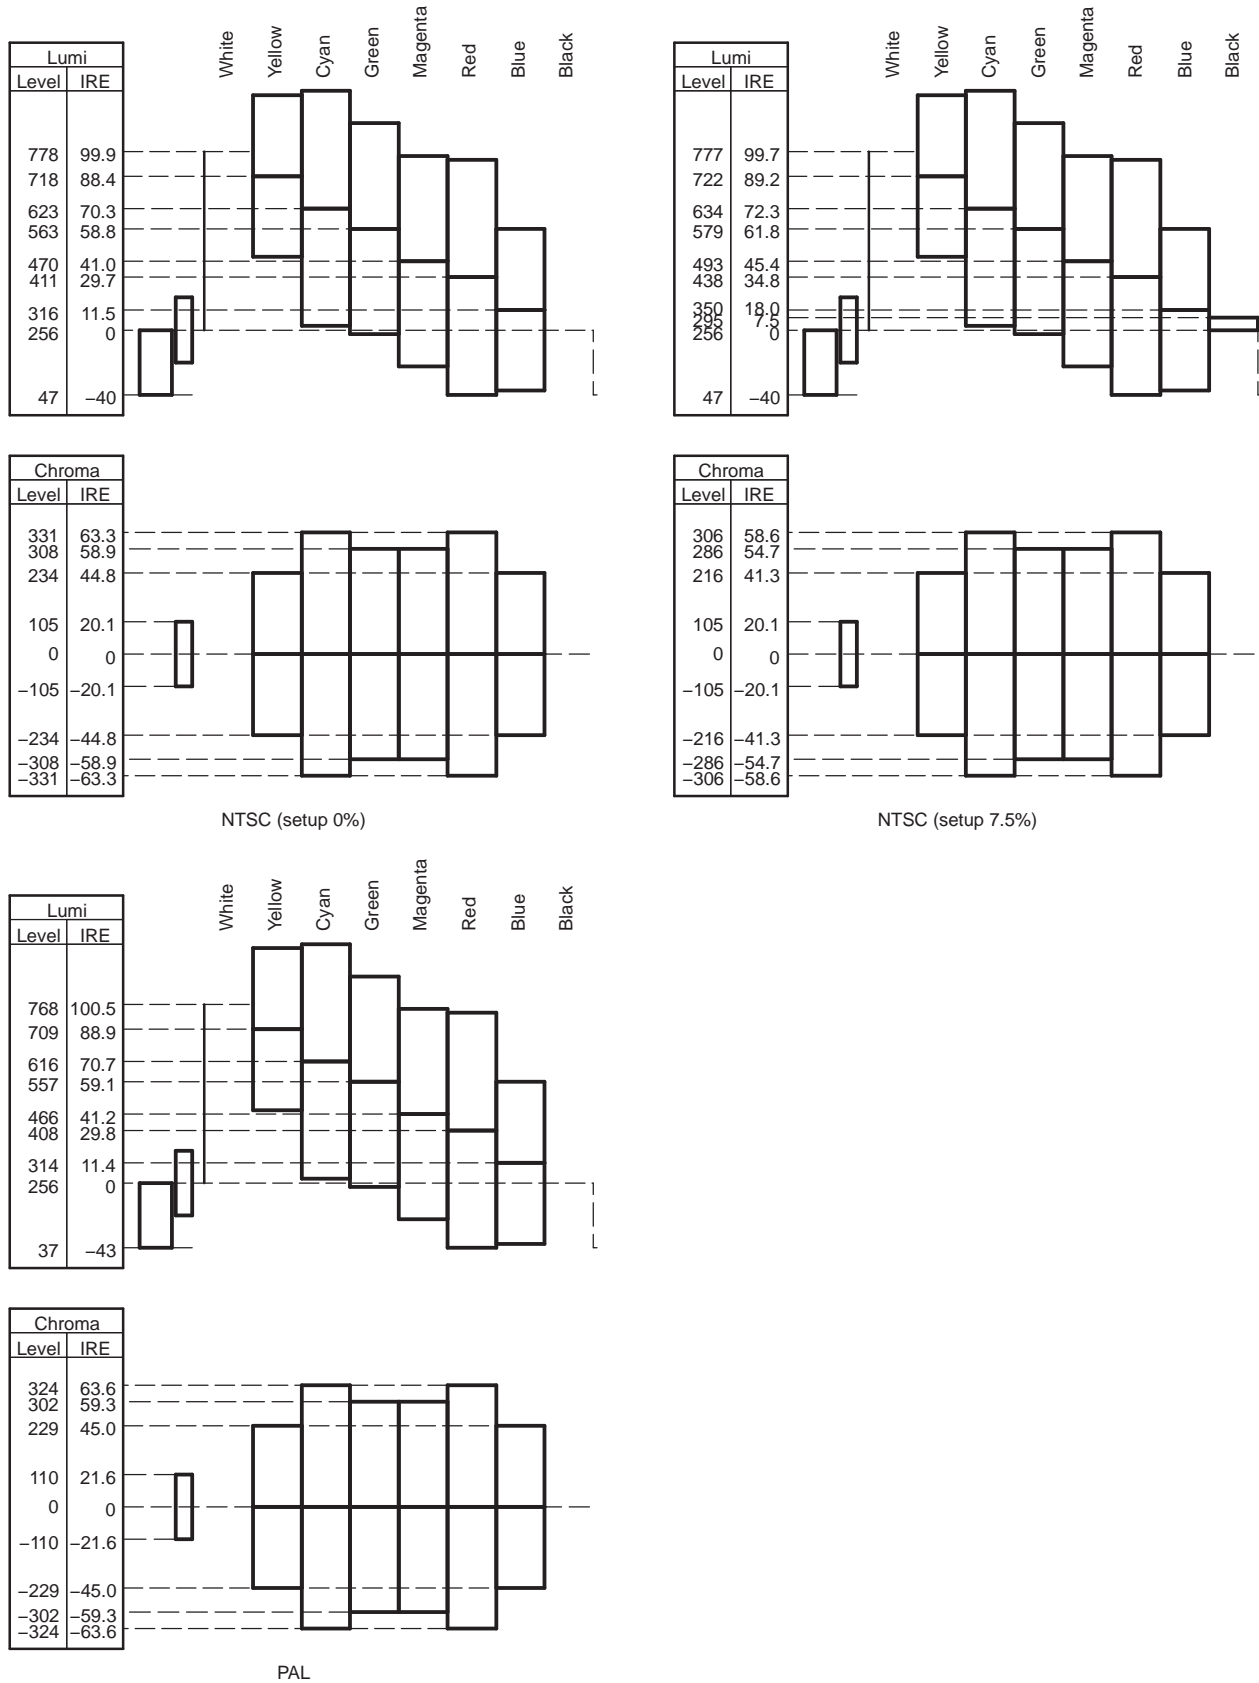 White
Yellow
Cyan
Green
Magenta
Red
Blue
Black
Lumi
Level IRE
778 99.9
718 88.4
623 70.3
563 58.8
470 41.0
411 29.7
316 11.5
256 0
47 −40
Chroma
Level IRE
331 63.3
308 58.9
234 44.8
105 20.1
0 0
−105 −20.1
−234 −44.8
−308 −58.9
−331 −63.3
NTSC (setup 0%)
White
Yellow
Cyan
Green
Magenta
Red
Blue
Black
Lumi
Level IRE
777 99.7
722 89.2
634 72.3
579 61.8
493 45.4
438 34.8
350 18.0
295 7.5
256 0
47 −40
Chroma
Level IRE
306 58.6
286 54.7
216 41.3
105 20.1
0 0
−105 −20.1
−216 −41.3
−286 −54.7
−306 −58.6
NTSC (setup 7.5%)
White
Yellow
Cyan
Green
Magenta
Red
Blue
Black
Lumi
Level IRE
768 100.5
709 88.9
616 70.7
557 59.1
466 41.2
408 29.8
314 11.4
256 0
37 −43
Chroma
Level IRE
324 63.6
302 59.3
229 45.0
110 21.6
0 0
−110 −21.6
−229 −45.0
−302 −59.3
−324 −63.6
PAL